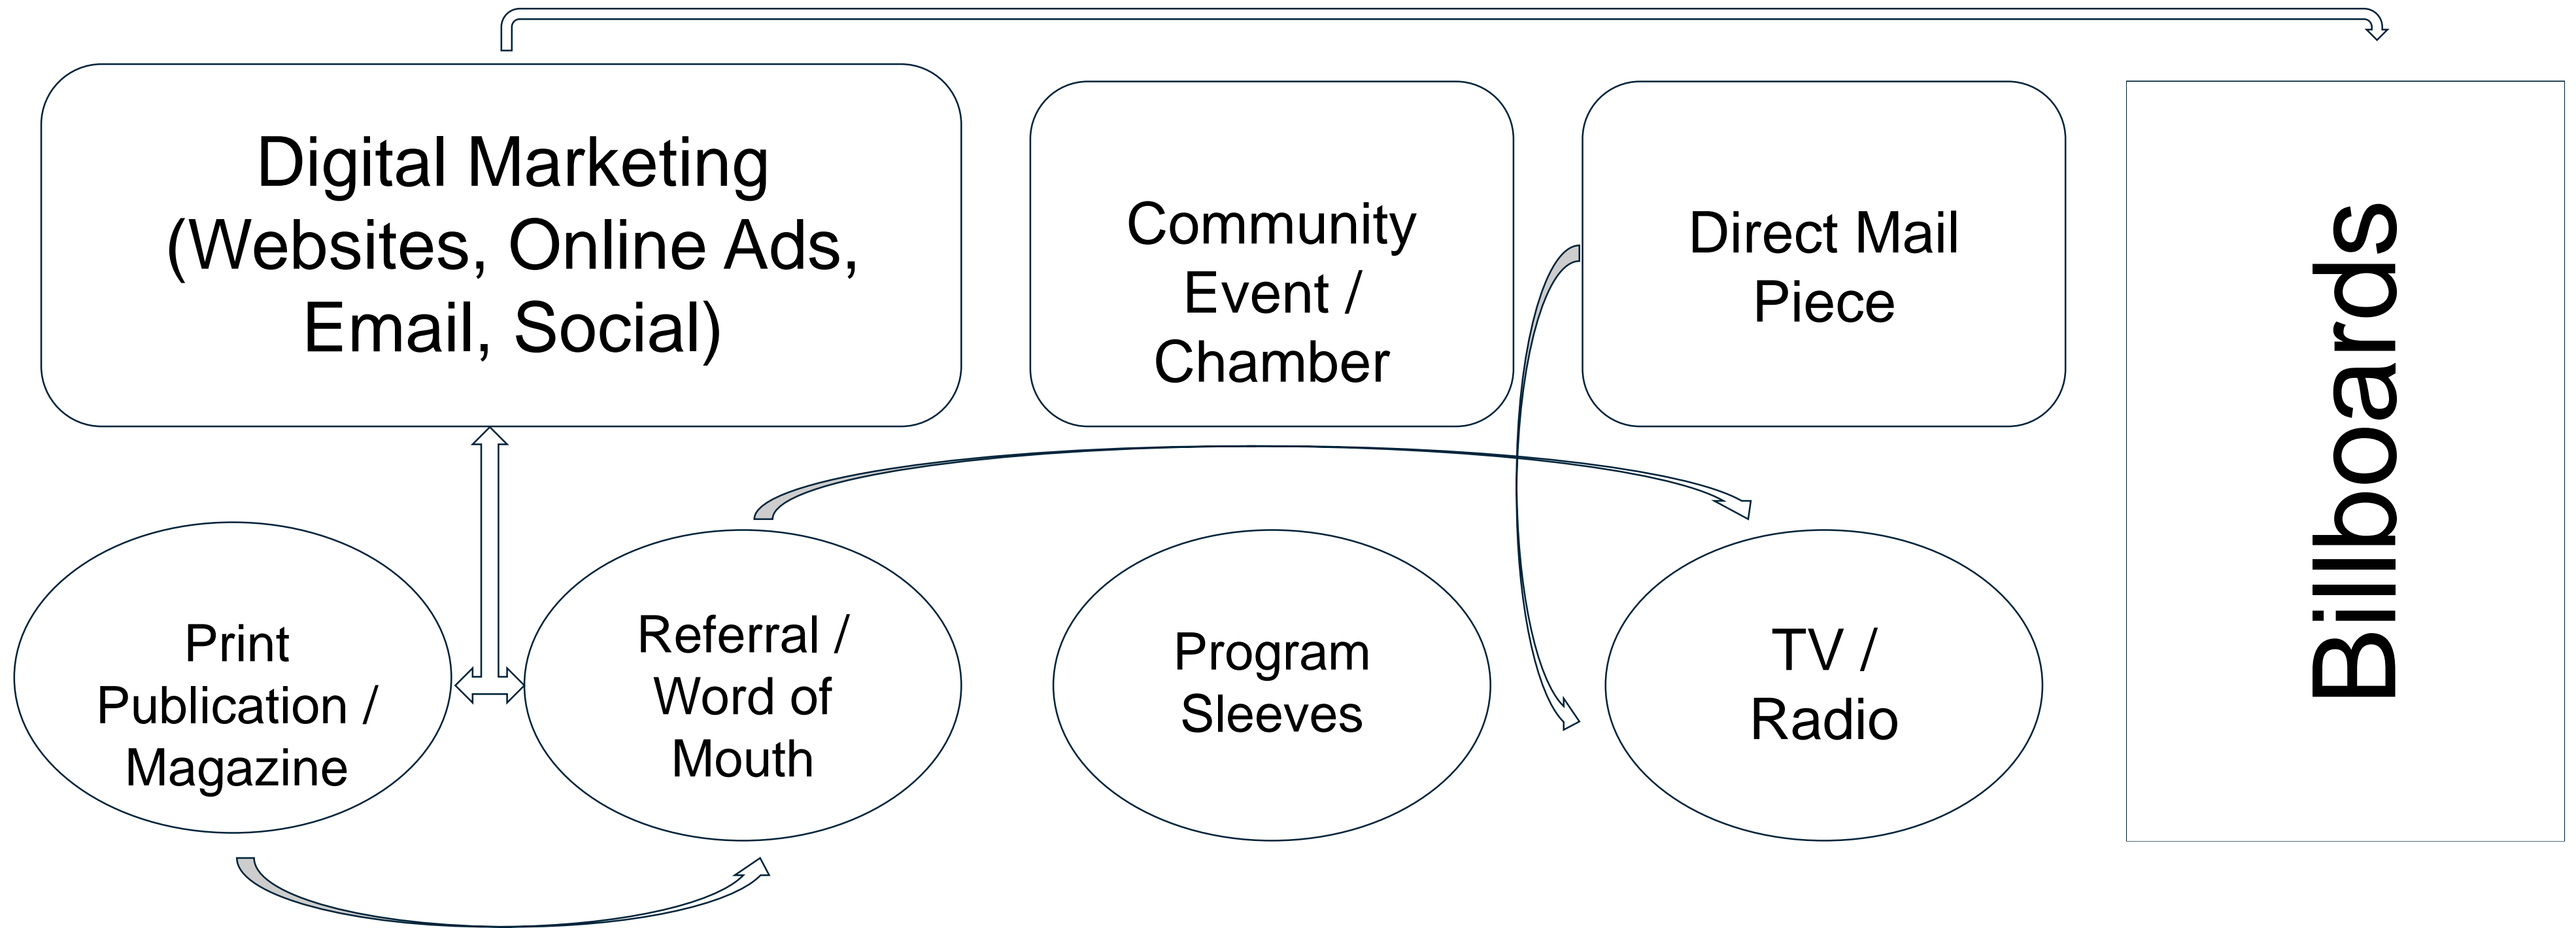 Digital Marketing
(Websites, Online Ads,
Email, Social)
Community
Event /
Chamber
Direct Mail
Piece
Billboards
Print
Publication /
Magazine
Referral /
Word of
Mouth
Program
Sleeves
TV /
Radio